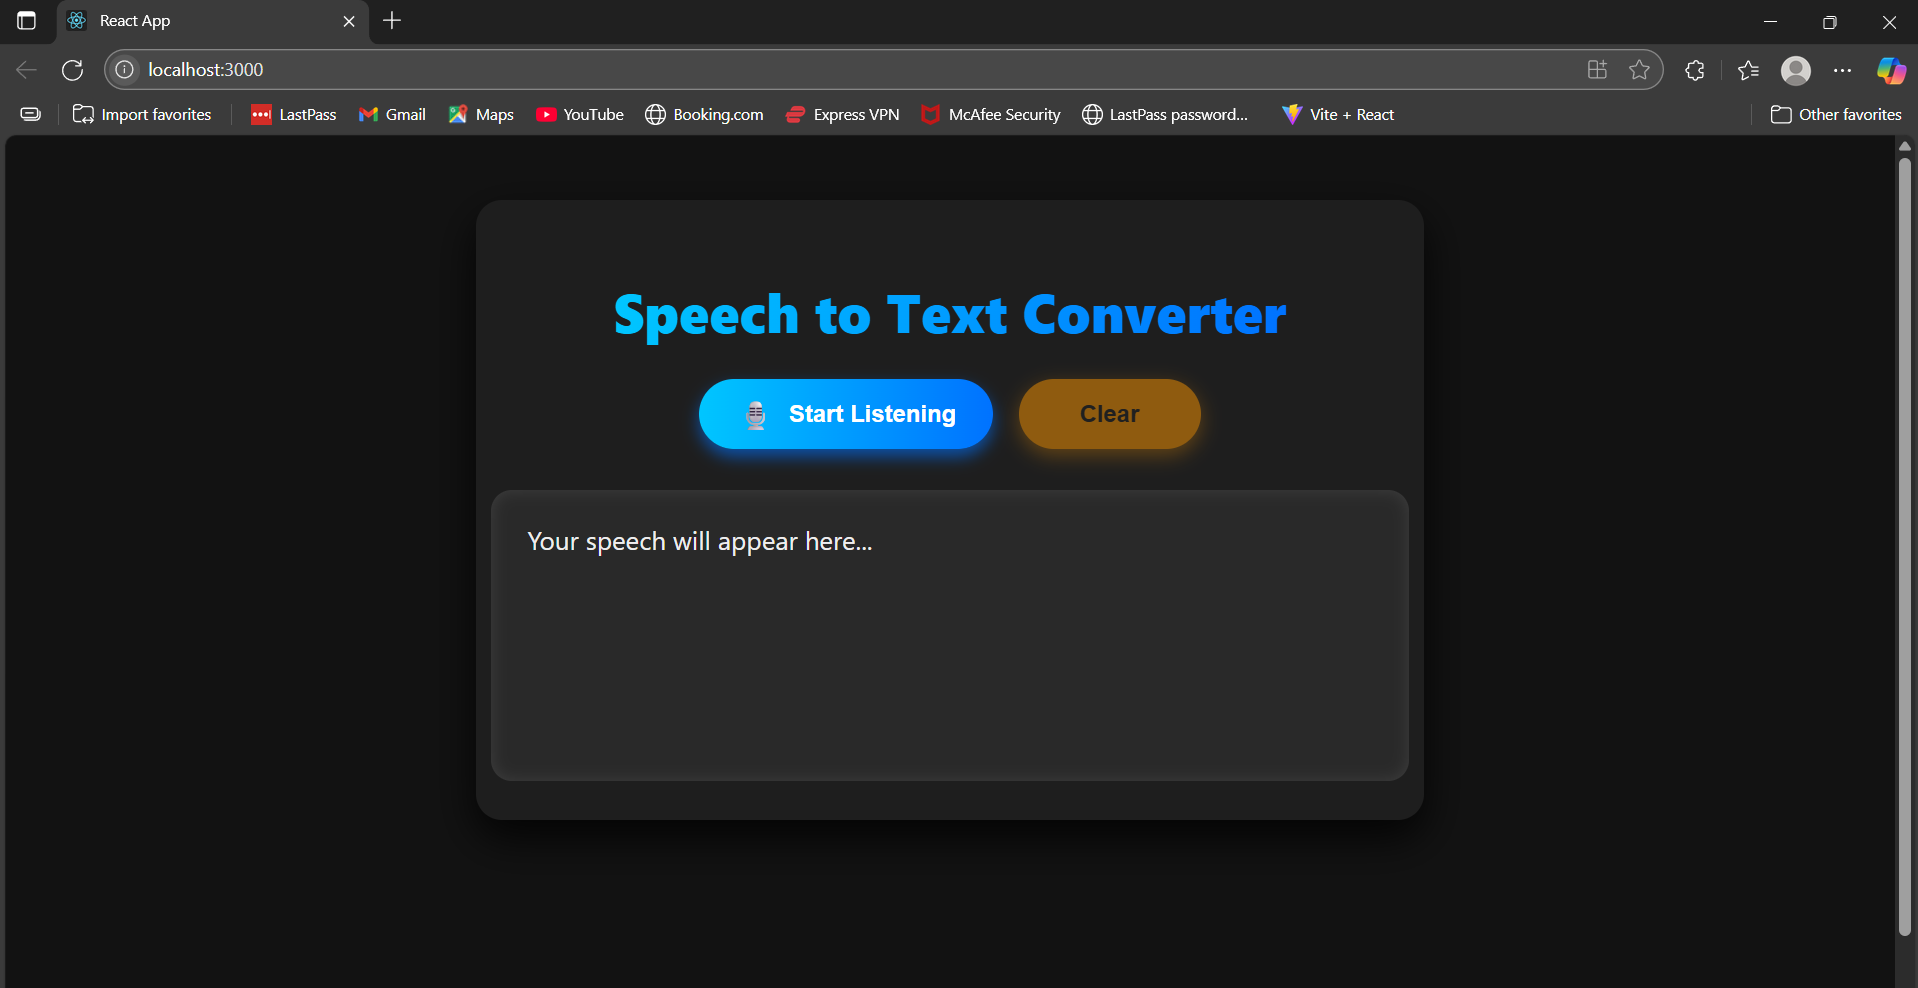 React App
localhost:3000
Import favorites LastPass Gmail Maps YouTube Booking.com Express VPN McAfee Security LastPass password... Vite + React Other favorites
Speech to Text Converter
Start Listening Clear
Your speech will appear here...